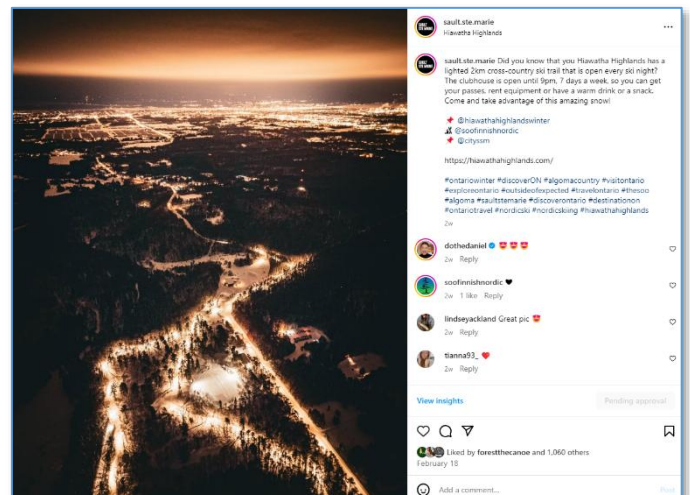 sault.ste.marie
Hiawatha Highlands
sault.ste.marie Did you know that you Hiawatha Highlands has a
lighted 2km cross-country ski trail that is open every ski night?
The clubhouse is open until 9pm, 7 days a week, so you can get
your passes, rent equipment or have a warm drink or a snack.
Come and take advantage of this amazing snow!
📌 @hiawathahighlandswinter
@soofinnishnordic
📌 @cityssm
https://hiawathahighlands.com/
#ontariowinter #discoverON #algomacountry #visitontario
#exploreontario #outsideofexpected #travelontario #thesoo
#algoma #saultstemarie #discoverontario #destinationon
#ontariotravel #nordicski #nordicskiing #hiawathahighlands
2w
dothedaniel 😍 😍 😍
2w Reply
soofinnishnordic 🖤
2w 1 like Reply
lindseyackland Great pic 😍
2w Reply
tianna93_ ❤️
2w Reply
View insights
Pending approval
Liked by forestthecanoe and 1,060 others
February 18
Add a comment...
Post